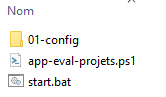 Nom
01-config
app-eval-projets.ps1
start.bat